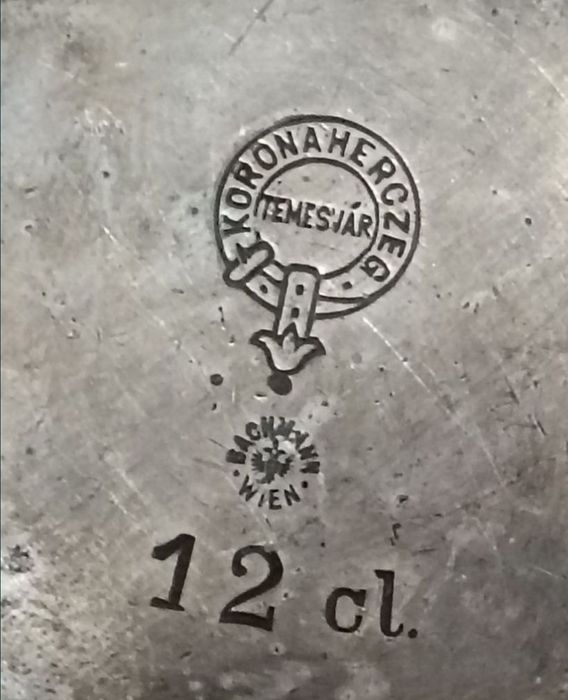 KORONAHERCZEG
TEMESVÁR
BACHMANN
WIEN
12 cl.